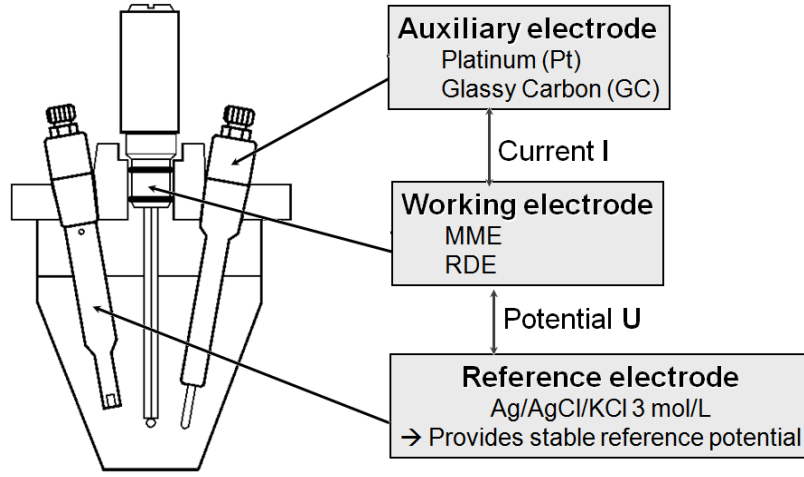 Auxiliary electrode
Platinum (Pt)
Glassy Carbon (GC)
Current I
Working electrode
MME
RDE
Potential U
Reference electrode
Ag/AgCl/KCl 3 mol/L
→ Provides stable reference potential